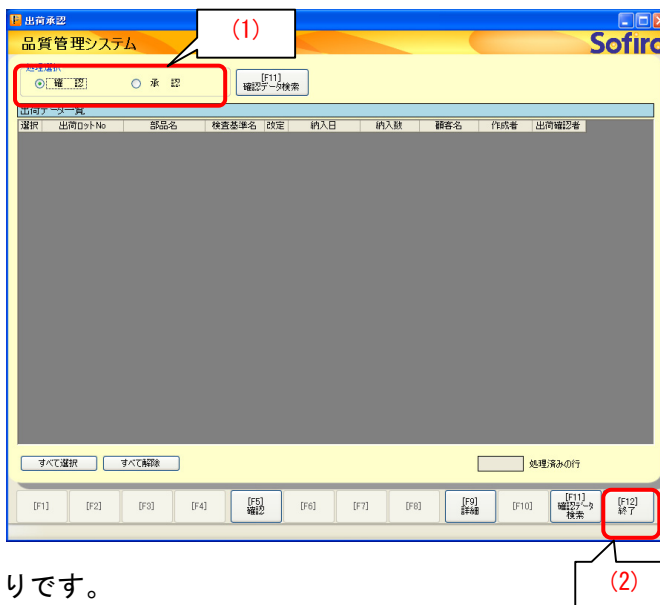 出荷承認
(1)
品質管理システム
Sofiro
処理選択
確 認
承 認
[F11]
確認データ検索
出荷データ一覧
選択 出荷ロットNo 部品名 検査基準名 改定 納入日 納入数 顧客名 作成者 出荷確認者
すべて選択 すべて解除 処理済みの行
[F1] [F2] [F3] [F4] [F5] 確認 [F6] [F7] [F8] [F9] 詳細 [F10] [F11] 確認データ検索 [F12] 終了
りです。
(2)